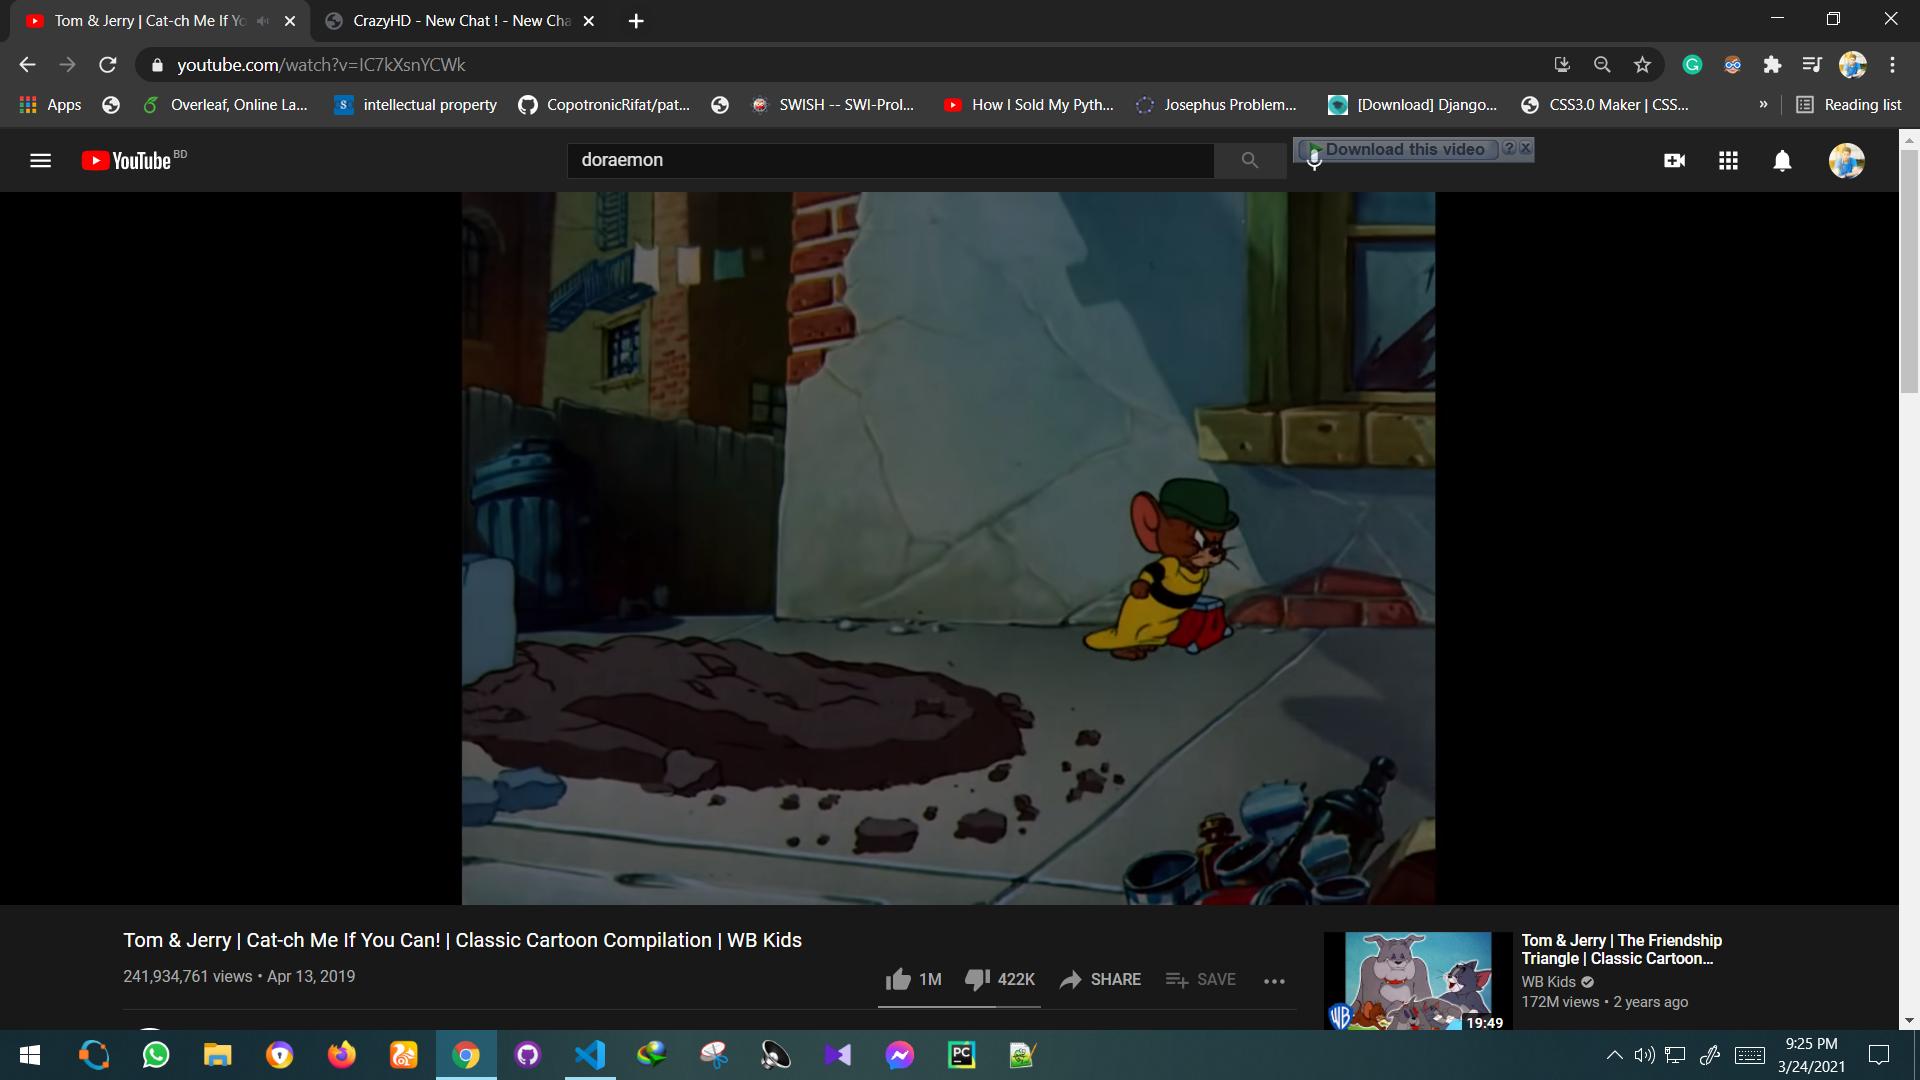 Tom & Jerry | Cat-ch Me If Yo
CrazyHD - New Chat ! - New Cha
youtube.com/watch?v=IC7kXsnYCWk
Apps
Overleaf, Online La...
S intellectual property
CopotronicRifat/pat...
SWISH -- SWI-Prol...
How I Sold My Pyth...
Josephus Problem...
[Download] Django...
CSS3.0 Maker | CSS...
»
Reading list
YouTube BD
doraemon
Download this video ?
Tom & Jerry | Cat-ch Me If You Can! | Classic Cartoon Compilation | WB Kids
241,934,761 views • Apr 13, 2019
1M
422K
SHARE
SAVE
Tom & Jerry | The Friendship
Triangle | Classic Cartoon...
WB Kids
172M views • 2 years ago
WB
19:49
PC
9:25 PM
3/24/2021